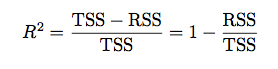 R² = (TSS − RSS)/TSS = 1 − RSS/TSS